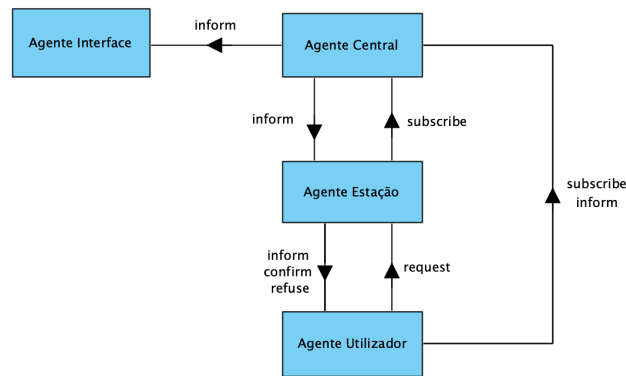 inform
Agente Interface
Agente Central
inform
subscribe
Agente Estação
subscribe
inform
inform
confirm
refuse
request
Agente Utilizador